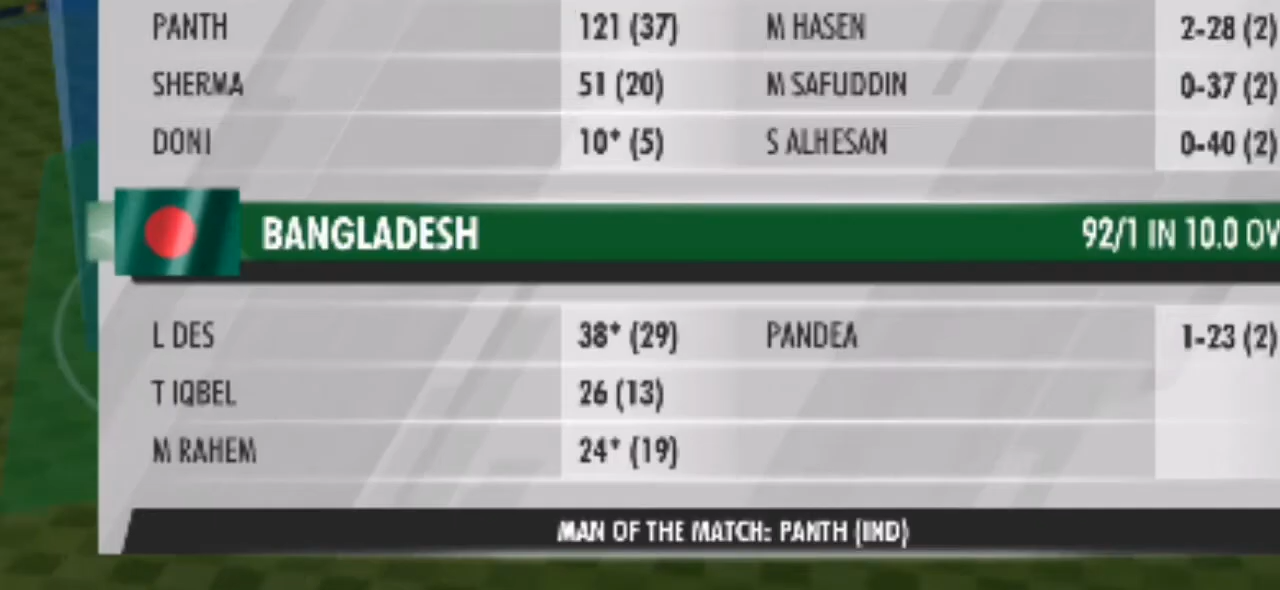 PANTH 121 (37) M HASEN 2-28 (2)
SHERMA 51 (20) M SAFUDDIN 0-37 (2)
DONI 10* (5) S ALHESAN 0-40 (2)
BANGLADESH 92/1 IN 10.0 OV
L DES 38* (29) PANDEA 1-23 (2)
T IQBEL 26 (13)
M RAHEM 24* (19)
MAN OF THE MATCH: PANTH (IND)